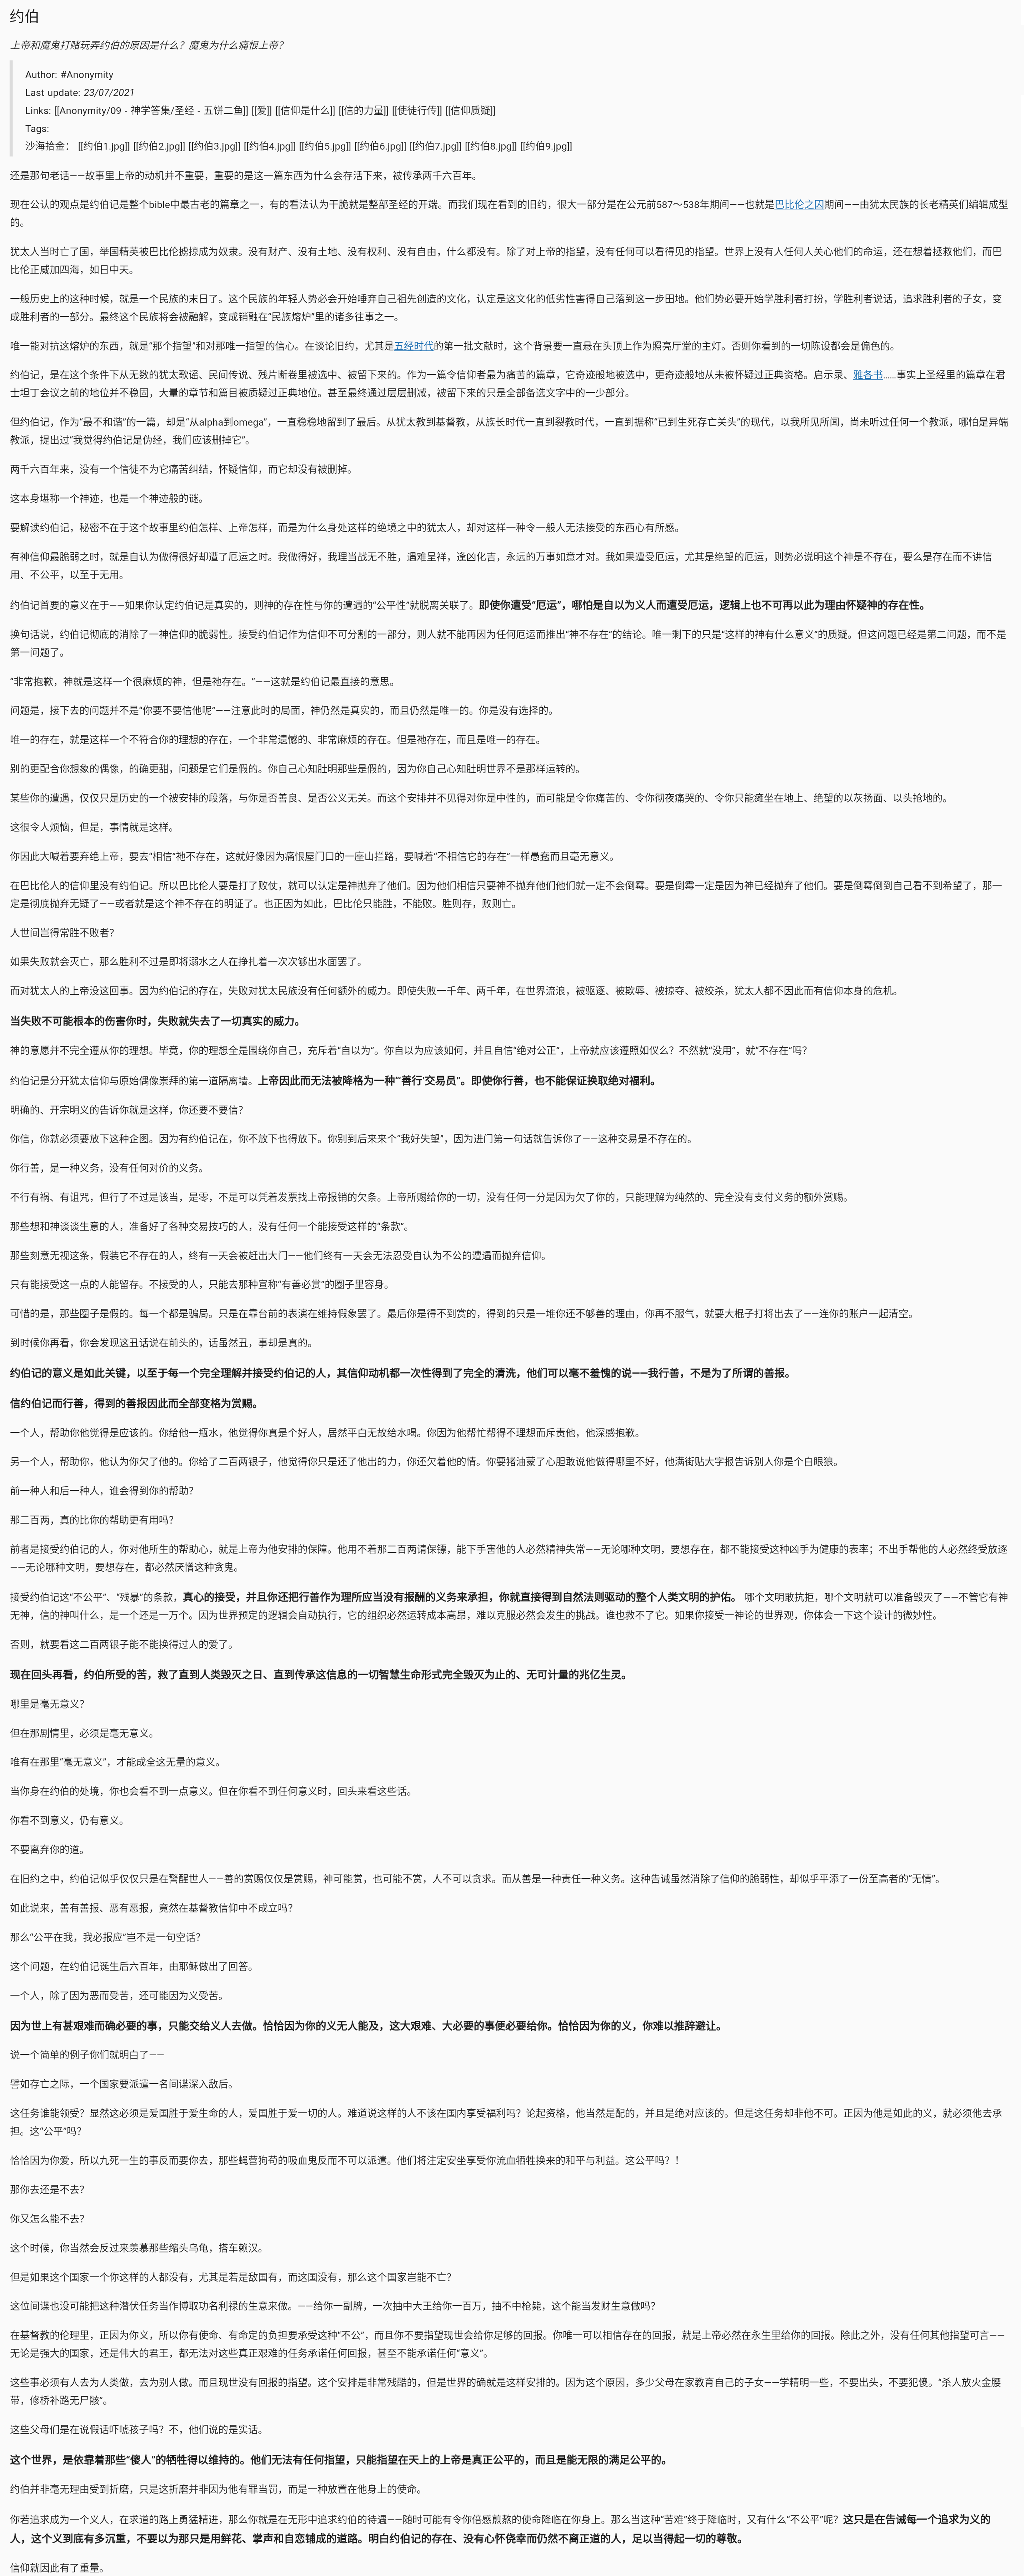 约伯
上帝和魔鬼打赌玩弄约伯的原因是什么？魔鬼为什么痛恨上帝？
Author: #Anonymity
Last update: 23/07/2021
Links: [[Anonymity/09 - 神学答集/圣经 - 五饼二鱼]] [[爱]] [[信仰是什么]] [[信的力量]] [[使徒行传]] [[信仰质疑]]
Tags:
沙海拾金： [[约伯1.jpg]] [[约伯2.jpg]] [[约伯3.jpg]] [[约伯4.jpg]] [[约伯5.jpg]] [[约伯6.jpg]] [[约伯7.jpg]] [[约伯8.jpg]] [[约伯9.jpg]]
还是那句老话——故事里上帝的动机并不重要，重要的是这一篇东西为什么会存活下来，被传承两千六百年。
现在公认的观点是约伯记是整个bible中最古老的篇章之一，有的看法认为干脆就是整部圣经的开端。而我们现在看到的旧约，很大一部分是在公元前587～538年期间——也就是巴比伦之囚期间——由犹太民族的长老精英们编辑成型
的。
犹太人当时亡了国，举国精英被巴比伦掳掠成为奴隶。没有财产、没有土地、没有权利、没有自由，什么都没有。除了对上帝的指望，没有任何可以看得见的指望。世界上没有人任何人关心他们的命运，还在想着拯救他们，而巴
比伦正威加四海，如日中天。
一般历史上的这种时候，就是一个民族的末日了。这个民族的年轻人势必会开始唾弃自己祖先创造的文化，认定是这文化的低劣性害得自己落到这一步田地。他们势必要开始学胜利者打扮，学胜利者说话，追求胜利者的子女，变
成胜利者的一部分。最终这个民族将会被融解，变成销融在”民族熔炉“里的诸多往事之一。
唯一能对抗这熔炉的东西，就是”那个指望“和对那唯一指望的信心。在谈论旧约，尤其是五经时代的第一批文献时，这个背景要一直悬在头顶上作为照亮厅堂的主灯。否则你看到的一切陈设都会是偏色的。
约伯记，是在这个条件下从无数的犹太歌谣、民间传说、残片断卷里被选中、被留下来的。作为一篇令信仰者最为痛苦的篇章，它奇迹般地被选中，更奇迹般地从未被怀疑过正典资格。启示录、雅各书……事实上圣经里的篇章在君
士坦丁会议之前的地位并不稳固，大量的章节和篇目被质疑过正典地位。甚至最终通过层层删减，被留下来的只是全部备选文字中的一少部分。
但约伯记，作为”最不和谐“的一篇，却是”从alpha到omega“，一直稳稳地留到了最后。从犹太教到基督教，从族长时代一直到裂教时代，一直到据称”已到生死存亡关头“的现代，以我所见所闻，尚未听过任何一个教派，哪怕是异端
教派，提出过”我觉得约伯记是伪经，我们应该删掉它“。
两千六百年来，没有一个信徒不为它痛苦纠结，怀疑信仰，而它却没有被删掉。
这本身堪称一个神迹，也是一个神迹般的谜。
要解读约伯记，秘密不在于这个故事里约伯怎样、上帝怎样，而是为什么身处这样的绝境之中的犹太人，却对这样一种令一般人无法接受的东西心有所感。
有神信仰最脆弱之时，就是自认为做得很好却遭了厄运之时。我做得好，我理当战无不胜，遇难呈祥，逢凶化吉，永远的万事如意才对。我如果遭受厄运，尤其是绝望的厄运，则势必说明这个神是不存在，要么是存在而不讲信
用、不公平，以至于无用。
约伯记首要的意义在于——如果你认定约伯记是真实的，则神的存在性与你的遭遇的”公平性“就脱离关联了。即使你遭受”厄运“，哪怕是自以为义人而遭受厄运，逻辑上也不可再以此为理由怀疑神的存在性。
换句话说，约伯记彻底的消除了一神信仰的脆弱性。接受约伯记作为信仰不可分割的一部分，则人就不能再因为任何厄运而推出”神不存在“的结论。唯一剩下的只是”这样的神有什么意义“的质疑。但这问题已经是第二问题，而不是
第一问题了。
”非常抱歉，神就是这样一个很麻烦的神，但是祂存在。“——这就是约伯记最直接的意思。
问题是，接下去的问题并不是”你要不要信他呢“——注意此时的局面，神仍然是真实的，而且仍然是唯一的。你是没有选择的。
唯一的存在，就是这样一个不符合你的理想的存在，一个非常遗憾的、非常麻烦的存在。但是祂存在，而且是唯一的存在。
别的更配合你想象的偶像，的确更甜，问题是它们是假的。你自己心知肚明那些是假的，因为你自己心知肚明世界不是那样运转的。
某些你的遭遇，仅仅只是历史的一个被安排的段落，与你是否善良、是否公义无关。而这个安排并不见得对你是中性的，而可能是令你痛苦的、令你彻夜痛哭的、令你只能瘫坐在地上、绝望的以灰扬面、以头抢地的。
这很令人烦恼，但是，事情就是这样。
你因此大喊着要弃绝上帝，要去”相信“祂不存在，这就好像因为痛恨屋门口的一座山拦路，要喊着”不相信它的存在“一样愚蠢而且毫无意义。
在巴比伦人的信仰里没有约伯记。所以巴比伦人要是打了败仗，就可以认定是神抛弃了他们。因为他们相信只要神不抛弃他们他们就一定不会倒霉。要是倒霉一定是因为神已经抛弃了他们。要是倒霉倒到自己看不到希望了，那一
定是彻底抛弃无疑了——或者就是这个神不存在的明证了。也正因为如此，巴比伦只能胜，不能败。胜则存，败则亡。
人世间岂得常胜不败者？
如果失败就会灭亡，那么胜利不过是即将溺水之人在挣扎着一次次够出水面罢了。
而对犹太人的上帝没这回事。因为约伯记的存在，失败对犹太民族没有任何额外的威力。即使失败一千年、两千年，在世界流浪，被驱逐、被欺辱、被掠夺、被绞杀，犹太人都不因此而有信仰本身的危机。
当失败不可能根本的伤害你时，失败就失去了一切真实的威力。
神的意愿并不完全遵从你的理想。毕竟，你的理想全是围绕你自己，充斥着”自以为“。你自以为应该如何，并且自信”绝对公正“，上帝就应该遵照如仪么？不然就”没用“，就”不存在“吗？
约伯记是分开犹太信仰与原始偶像崇拜的第一道隔离墙。上帝因此而无法被降格为一种”‘善行’交易员“。即使你行善，也不能保证换取绝对福利。
明确的、开宗明义的告诉你就是这样，你还要不要信？
你信，你就必须要放下这种企图。因为有约伯记在，你不放下也得放下。你别到后来来个”我好失望“，因为进门第一句话就告诉你了——这种交易是不存在的。
你行善，是一种义务，没有任何对价的义务。
不行有祸、有诅咒，但行了不过是该当，是零，不是可以凭着发票找上帝报销的欠条。上帝所赐给你的一切，没有任何一分是因为欠了你的，只能理解为纯然的、完全没有支付义务的额外赏赐。
那些想和神谈谈生意的人，准备好了各种交易技巧的人，没有任何一个能接受这样的”条款“。
那些刻意无视这条，假装它不存在的人，终有一天会被赶出大门——他们终有一天会无法忍受自认为不公的遭遇而抛弃信仰。
只有能接受这一点的人能留存。不接受的人，只能去那种宣称”有善必赏“的圈子里容身。
可惜的是，那些圈子是假的。每一个都是骗局。只是在靠台前的表演在维持假象罢了。最后你是得不到赏的，得到的只是一堆你还不够善的理由，你再不服气，就要大棍子打将出去了——连你的账户一起清空。
到时候你再看，你会发现这丑话说在前头的，话虽然丑，事却是真的。
约伯记的意义是如此关键，以至于每一个完全理解并接受约伯记的人，其信仰动机都一次性得到了完全的清洗，他们可以毫不羞愧的说——我行善，不是为了所谓的善报。
信约伯记而行善，得到的善报因此而全部变格为赏赐。
一个人，帮助你他觉得是应该的。你给他一瓶水，他觉得你真是个好人，居然平白无故给水喝。你因为他帮忙帮得不理想而斥责他，他深感抱歉。
另一个人，帮助你，他认为你欠了他的。你给了二百两银子，他觉得你只是还了他出的力，你还欠着他的情。你要猪油蒙了心胆敢说他做得哪里不好，他满街贴大字报告诉别人你是个白眼狼。
前一种人和后一种人，谁会得到你的帮助？
那二百两，真的比你的帮助更有用吗？
前者是接受约伯记的人，你对他所生的帮助心，就是上帝为他安排的保障。他用不着那二百两请保镖，能下手害他的人必然精神失常——无论哪种文明，要想存在，都不能接受这种凶手为健康的表率；不出手帮他的人必然终受放逐
——无论哪种文明，要想存在，都必然厌憎这种贪鬼。
接受约伯记这”不公平“、”残暴“的条款，真心的接受，并且你还把行善作为理所应当没有报酬的义务来承担，你就直接得到自然法则驱动的整个人类文明的护佑。 哪个文明敢抗拒，哪个文明就可以准备毁灭了——不管它有神
无神，信的神叫什么，是一个还是一万个。因为世界预定的逻辑会自动执行，它的组织必然运转成本高昂，难以克服必然会发生的挑战。谁也救不了它。如果你接受一神论的世界观，你体会一下这个设计的微妙性。
否则，就要看这二百两银子能不能换得过人的爱了。
现在回头再看，约伯所受的苦，救了直到人类毁灭之日、直到传承这信息的一切智慧生命形式完全毁灭为止的、无可计量的兆亿生灵。
哪里是毫无意义？
但在那剧情里，必须是毫无意义。
唯有在那里”毫无意义“，才能成全这无量的意义。
当你身在约伯的处境，你也会看不到一点意义。但在你看不到任何意义时，回头来看这些话。
你看不到意义，仍有意义。
不要离弃你的道。
在旧约之中，约伯记似乎仅仅只是在警醒世人——善的赏赐仅仅是赏赐，神可能赏，也可能不赏，人不可以贪求。而从善是一种责任一种义务。这种告诫虽然消除了信仰的脆弱性，却似乎平添了一份至高者的”无情“。
如此说来，善有善报、恶有恶报，竟然在基督教信仰中不成立吗？
那么”公平在我，我必报应“岂不是一句空话？
这个问题，在约伯记诞生后六百年，由耶稣做出了回答。
一个人，除了因为恶而受苦，还可能因为义受苦。
因为世上有甚艰难而确必要的事，只能交给义人去做。恰恰因为你的义无人能及，这大艰难、大必要的事便必要给你。恰恰因为你的义，你难以推辞避让。
说一个简单的例子你们就明白了——
譬如存亡之际，一个国家要派遣一名间谍深入敌后。
这任务谁能领受？显然这必须是爱国胜于爱生命的人，爱国胜于爱一切的人。难道说这样的人不该在国内享受福利吗？论起资格，他当然是配的，并且是绝对应该的。但是这任务却非他不可。正因为他是如此的义，就必须他去承
担。这”公平“吗？
恰恰因为你爱，所以九死一生的事反而要你去，那些蝇营狗苟的吸血鬼反而不可以派遣。他们将注定安坐享受你流血牺牲换来的和平与利益。这公平吗？！
那你去还是不去？
你又怎么能不去？
这个时候，你当然会反过来羡慕那些缩头乌龟，搭车赖汉。
但是如果这个国家一个你这样的人都没有，尤其是若是敌国有，而这国没有，那么这个国家岂能不亡？
这位间谍也没可能把这种潜伏任务当作博取功名利禄的生意来做。——给你一副牌，一次抽中大王给你一百万，抽不中枪毙，这个能当发财生意做吗？
在基督教的伦理里，正因为你义，所以你有使命、有命定的负担要承受这种”不公“，而且你不要指望现世会给你足够的回报。你唯一可以相信存在的回报，就是上帝必然在永生里给你的回报。除此之外，没有任何其他指望可言——
无论是强大的国家，还是伟大的君王，都无法对这些真正艰难的任务承诺任何回报，甚至不能承诺任何”意义“。
这些事必须有人去为人类做，去为别人做。而且现世没有回报的指望。这个安排是非常残酷的，但是世界的确就是这样安排的。因为这个原因，多少父母在家教育自己的子女——学精明一些，不要出头，不要犯傻。”杀人放火金腰
带，修桥补路无尸骸“。
这些父母们是在说假话吓唬孩子吗？不，他们说的是实话。
这个世界，是依靠着那些”傻人“的牺牲得以维持的。他们无法有任何指望，只能指望在天上的上帝是真正公平的，而且是能无限的满足公平的。
约伯并非毫无理由受到折磨，只是这折磨并非因为他有罪当罚，而是一种放置在他身上的使命。
你若追求成为一个义人，在求道的路上勇猛精进，那么你就是在无形中追求约伯的待遇——随时可能有令你倍感煎熬的使命降临在你身上。那么当这种”苦难“终于降临时，又有什么”不公平“呢？这只是在告诫每一个追求为义的
人，这个义到底有多沉重，不要以为那只是用鲜花、掌声和自恋铺成的道路。明白约伯记的存在、没有心怀侥幸而仍然不离正道的人，足以当得起一切的尊敬。
信仰就因此有了重量。